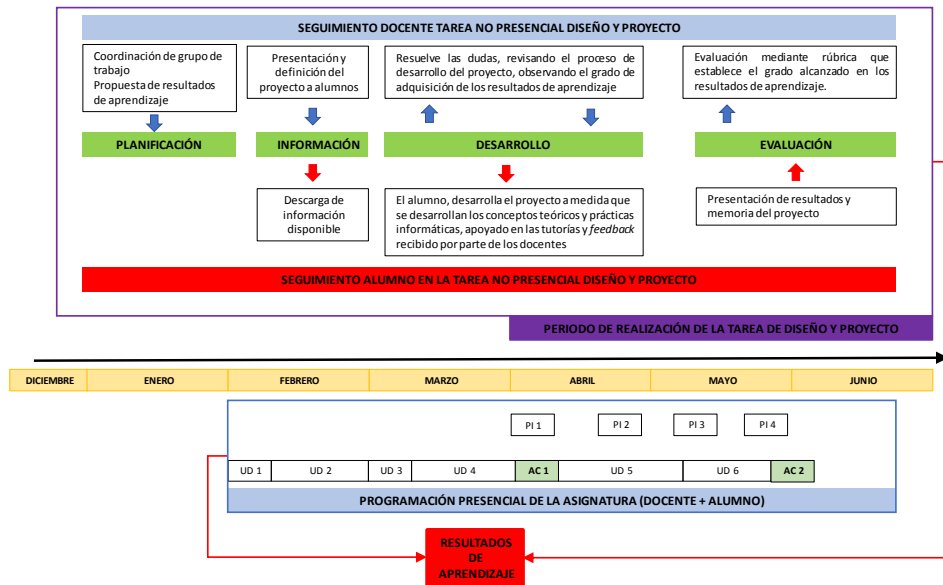 SEGUIMIENTO DOCENTE TAREA NO PRESENCIAL DISEÑO Y PROYECTO
Coordinación de grupo de
trabajo
Propuesta de resultados
de aprendizaje
Presentación y
definición del
proyecto a alumnos
Resuelve las dudas, revisando el proceso de
desarrollo del proyecto, observando el grado de
adquisición de los resultados de aprendizaje
Evaluación mediante rúbrica que
establece el grado alcanzado en los
resultados de aprendizaje.
PLANIFICACIÓN
INFORMACIÓN
DESARROLLO
EVALUACIÓN
Descarga de
información
disponible
El alumno, desarrolla el proyecto a medida que
se desarrollan los conceptos teóricos y prácticas
informáticas, apoyado en las tutorías y feedback
recibido por parte de los docentes
Presentación de resultados y
memoria del proyecto
SEGUIMIENTO ALUMNO EN LA TAREA NO PRESENCIAL DISEÑO Y PROYECTO
PERIODO DE REALIZACIÓN DE LA TAREA DE DISEÑO Y PROYECTO
DICIEMBRE
ENERO
FEBRERO
MARZO
ABRIL
MAYO
JUNIO
PI 1
PI 2
PI 3
PI 4
UD 1
UD 2
UD 3
UD 4
AC 1
UD 5
UD 6
AC 2
PROGRAMACIÓN PRESENCIAL DE LA ASIGNATURA (DOCENTE + ALUMNO)
RESULTADOS
DE
APRENDIZAJE